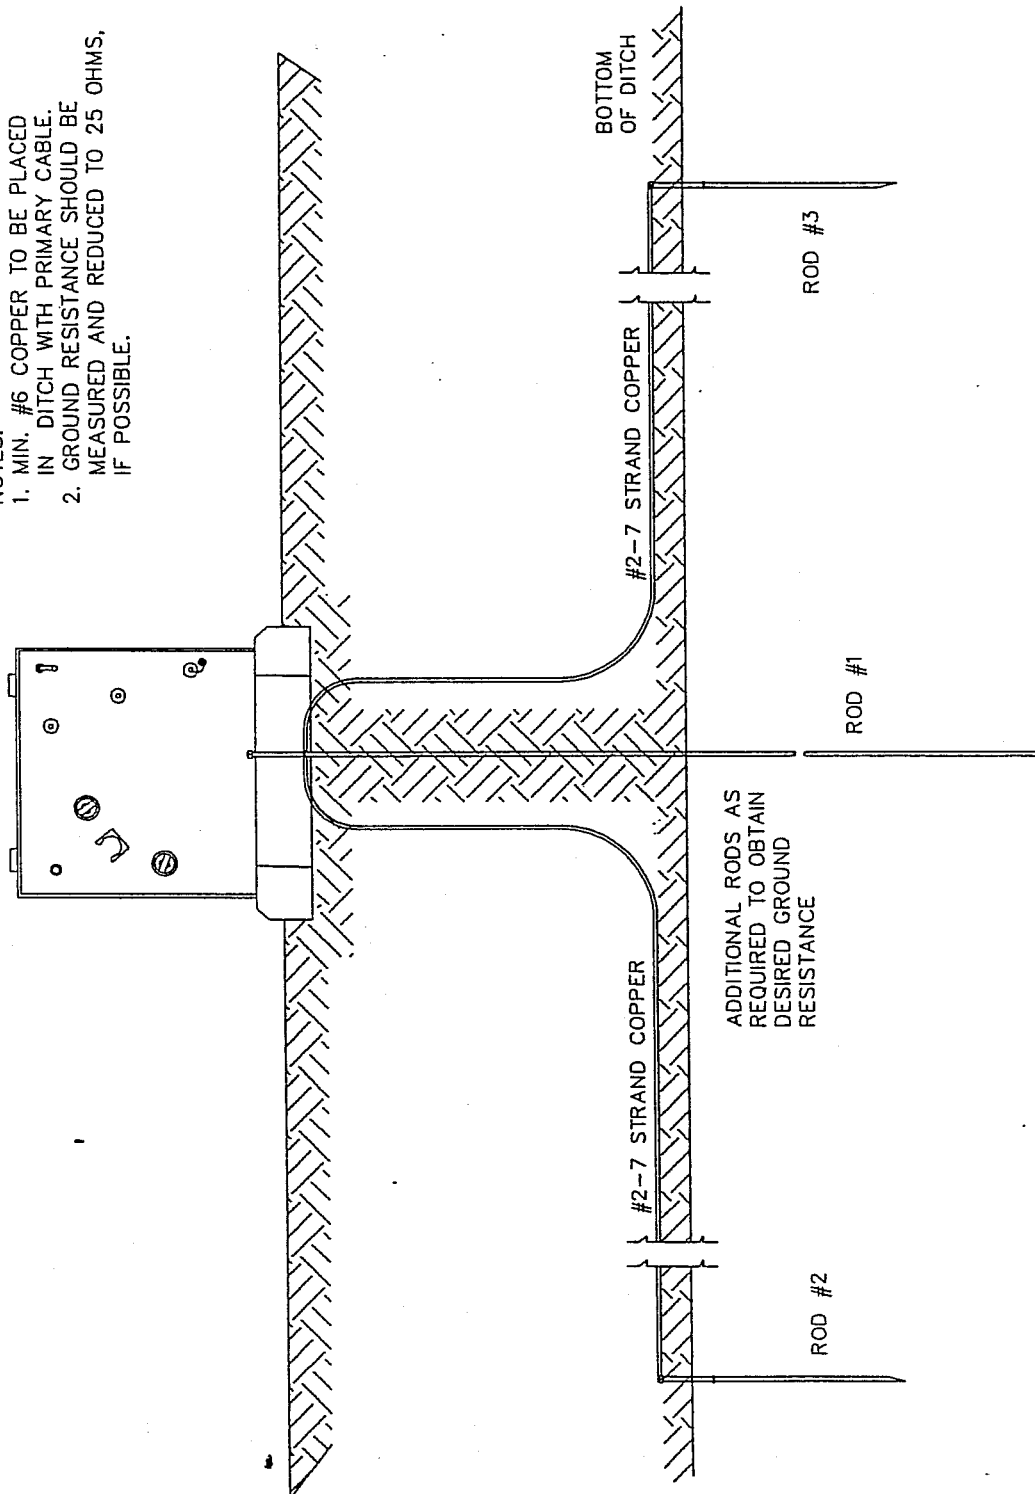 1. MIN. #6 COPPER TO BE PLACED
IN DITCH WITH PRIMARY CABLE.
2. GROUND RESISTANCE SHOULD BE
MEASURED AND REDUCED TO 25 OHMS,
IF POSSIBLE.
BOTTOM
OF DITCH
#2-7 STRAND COPPER
#2-7 STRAND COPPER
ROD #2
ADDITIONAL RODS AS
REQUIRED TO OBTAIN
DESIRED GROUND
RESISTANCE
ROD #1
ROD #3